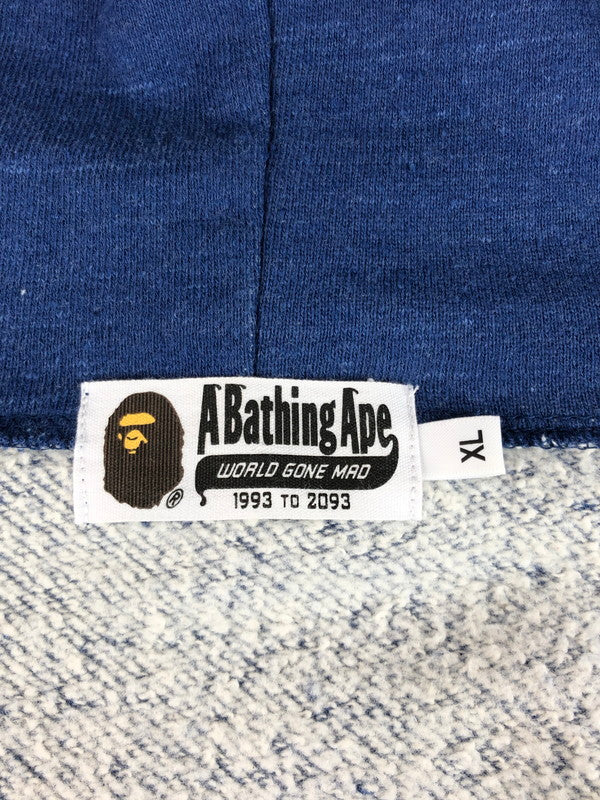 A Bathing Ape
WORLD GONE MAD
1993 TO 2093
XL